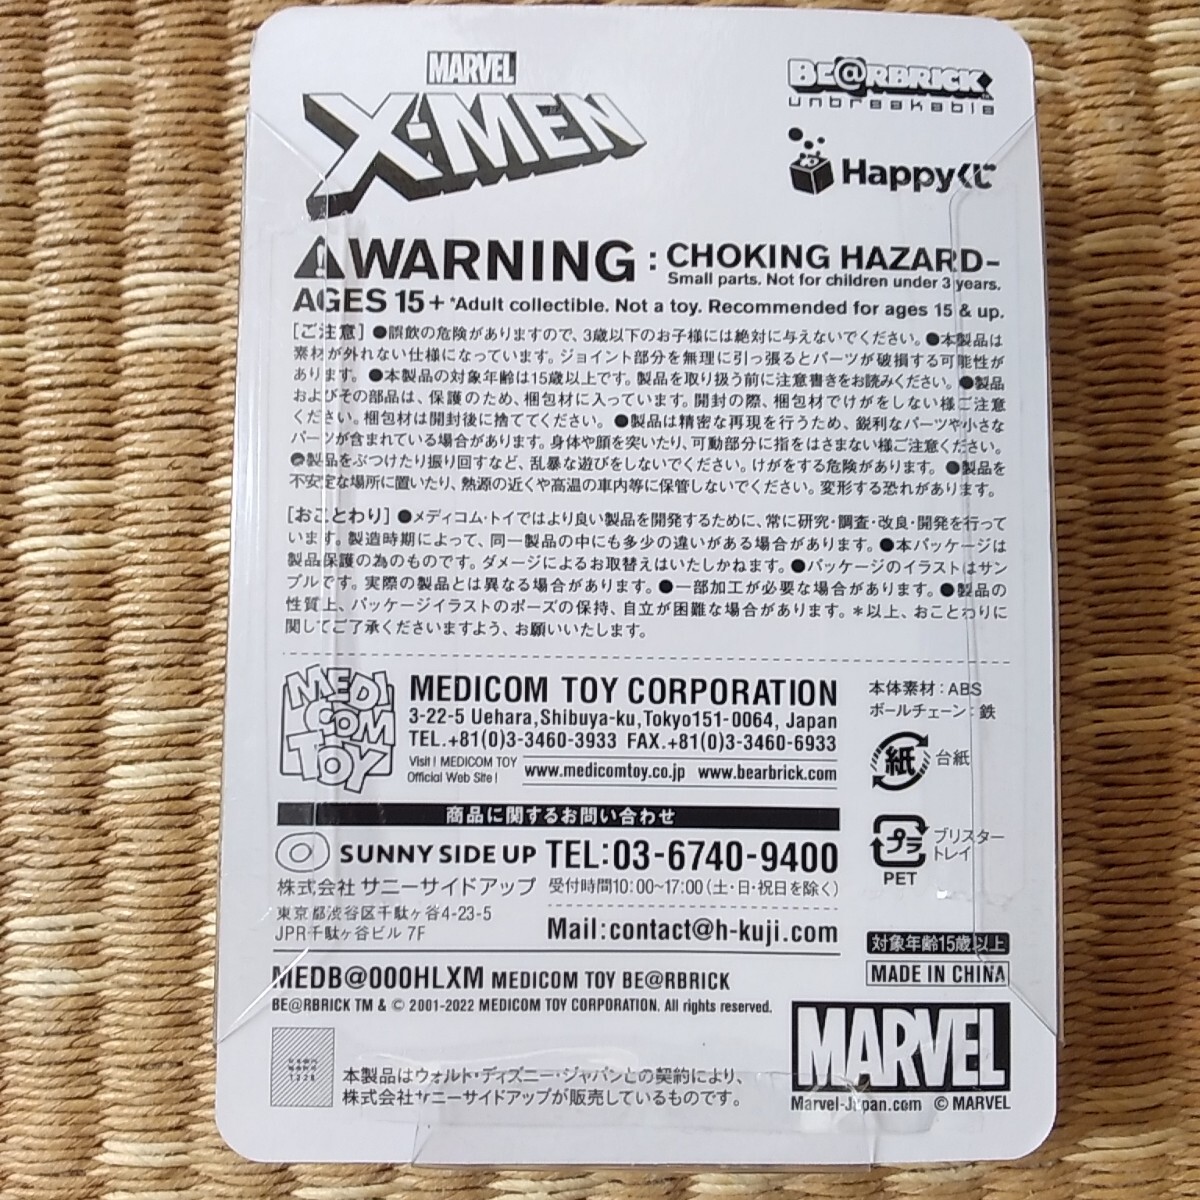 MARVEL
X-MEN
BE@RBRICK™
unbreakable
Happyくじ
WARNING : CHOKING HAZARD-
Small parts. Not for children under 3 years.
AGES 15+ *Adult collectible. Not a toy. Recommended for ages 15 & up.
[ご注意] ●誤飲の危険がありますので、3歳以下のお子様には絶対に与えないでください。●本製品は
素材が外れない仕様になっています。ジョイント部分を無理に引っ張るとパーツが破損する可能性が
あります。 ●本製品の対象年齢は15歳以上です。製品を取り扱う前に注意書きをお読みください。●製品
およびその部品は、保護のため、梱包材に入っています。開封の際、梱包材でけがをしない様ご注意
ください。梱包材は開封後に捨ててください。 ●製品は精密な再現を行うため、鋭利なパーツや小さな
パーツが含まれている場合があります。身体や顔を突いたり、可動部分に指をはさまない様ご注意ください。
●製品をぶつけたり振り回すなど、乱暴な遊びをしないでください。けがをする危険があります。 ●製品を
不安定な場所に置いたり、熱源の近くや高温の車内等に保管しないでください。変形する恐れがあります。
[おことわり] ●メディコム・トイではより良い製品を開発するために、常に研究・調査・改良・開発を行って
います。製造時期によって、同一製品の中にも多少の違いがある場合があります。●本パッケージは
製品保護の為のものです。ダメージによるお取替えはいたしかねます。●パッケージのイラストはサン
プルです。実際の製品とは異なる場合があります。●一部加工が必要な場合があります。●製品の
性質上、パッケージイラストのポーズの保持、自立が困難な場合があります。*以上、おことわりに
関してご了承くださいますよう、お願いいたします。
MEDI
COM
TOY
MEDICOM TOY CORPORATION
3-22-5 Uehara,Shibuya-ku,Tokyo151-0064, Japan
TEL.+81(0)3-3460-3933 FAX.+81(0)3-3460-6933
Visit! MEDICOM TOY
Official Web Site!
www.medicomtoy.co.jp www.bearbrick.com
本体素材:ABS
ボールチェーン:鉄
紙
台紙
プラ
PET
ブリスター
トレイ
商品に関するお問い合わせ
SUNNY SIDE UP TEL:03-6740-9400
株式会社 サニーサイドアップ 受付時間10:00~17:00(土・日・祝日を除く)
東京都渋谷区千駄ヶ谷4-23-5
JPR千駄ヶ谷ビル 7F
Mail:contact@h-kuji.com
対象年齢15歳以上
MADE IN CHINA
MEDB@000HLXM MEDICOM TOY BE@RBRICK
BE@RBRICK TM & © 2001-2022 MEDICOM TOY CORPORATION. All rights reserved.
本製品はウォルト・ディズニー・ジャパンとの契約により、
株式会社サニーサイドアップが販売しているものです。
MARVEL
Marvel-Japan.com © MARVEL